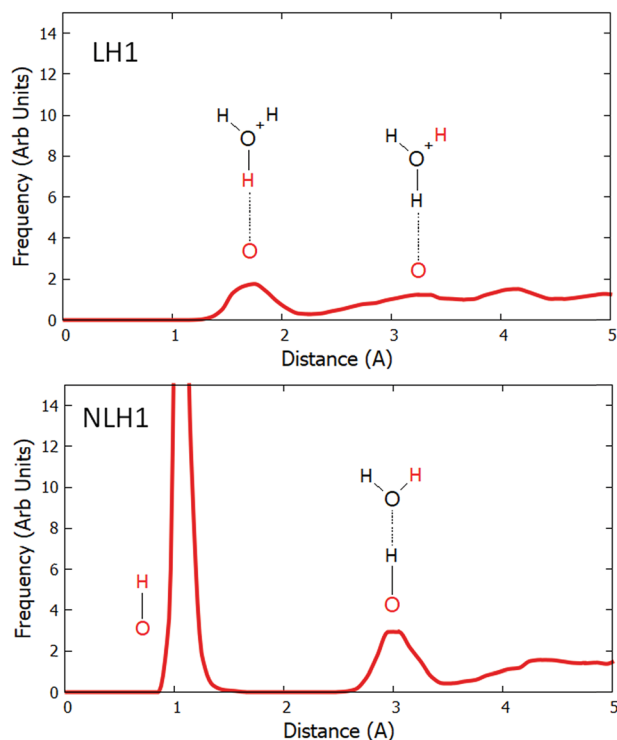 LH1
Frequency (Arb Units)
14
12
10
8
6
4
2
0
H H
O +
H
O
H H
O +
H
O
0 1 2 3 4 5
Distance (A)
NLH1
Frequency (Arb Units)
14
12
10
8
6
4
2
0
H
O
H H
O
H
O
0 1 2 3 4 5
Distance (A)